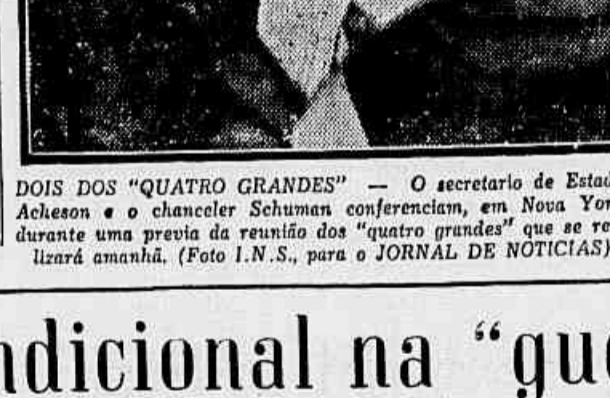 DOIS DOS "QUATRO GRANDES" — O secretario de Estad
Acheson e o chanceler Schuman conferenciam, em Nova Yor
durante uma previa da reunião dos "quatro grandes" que se re
lizará amanhã. (Foto I.N.S., para o JORNAL DE NOTICIAS)
ndicional na "gue